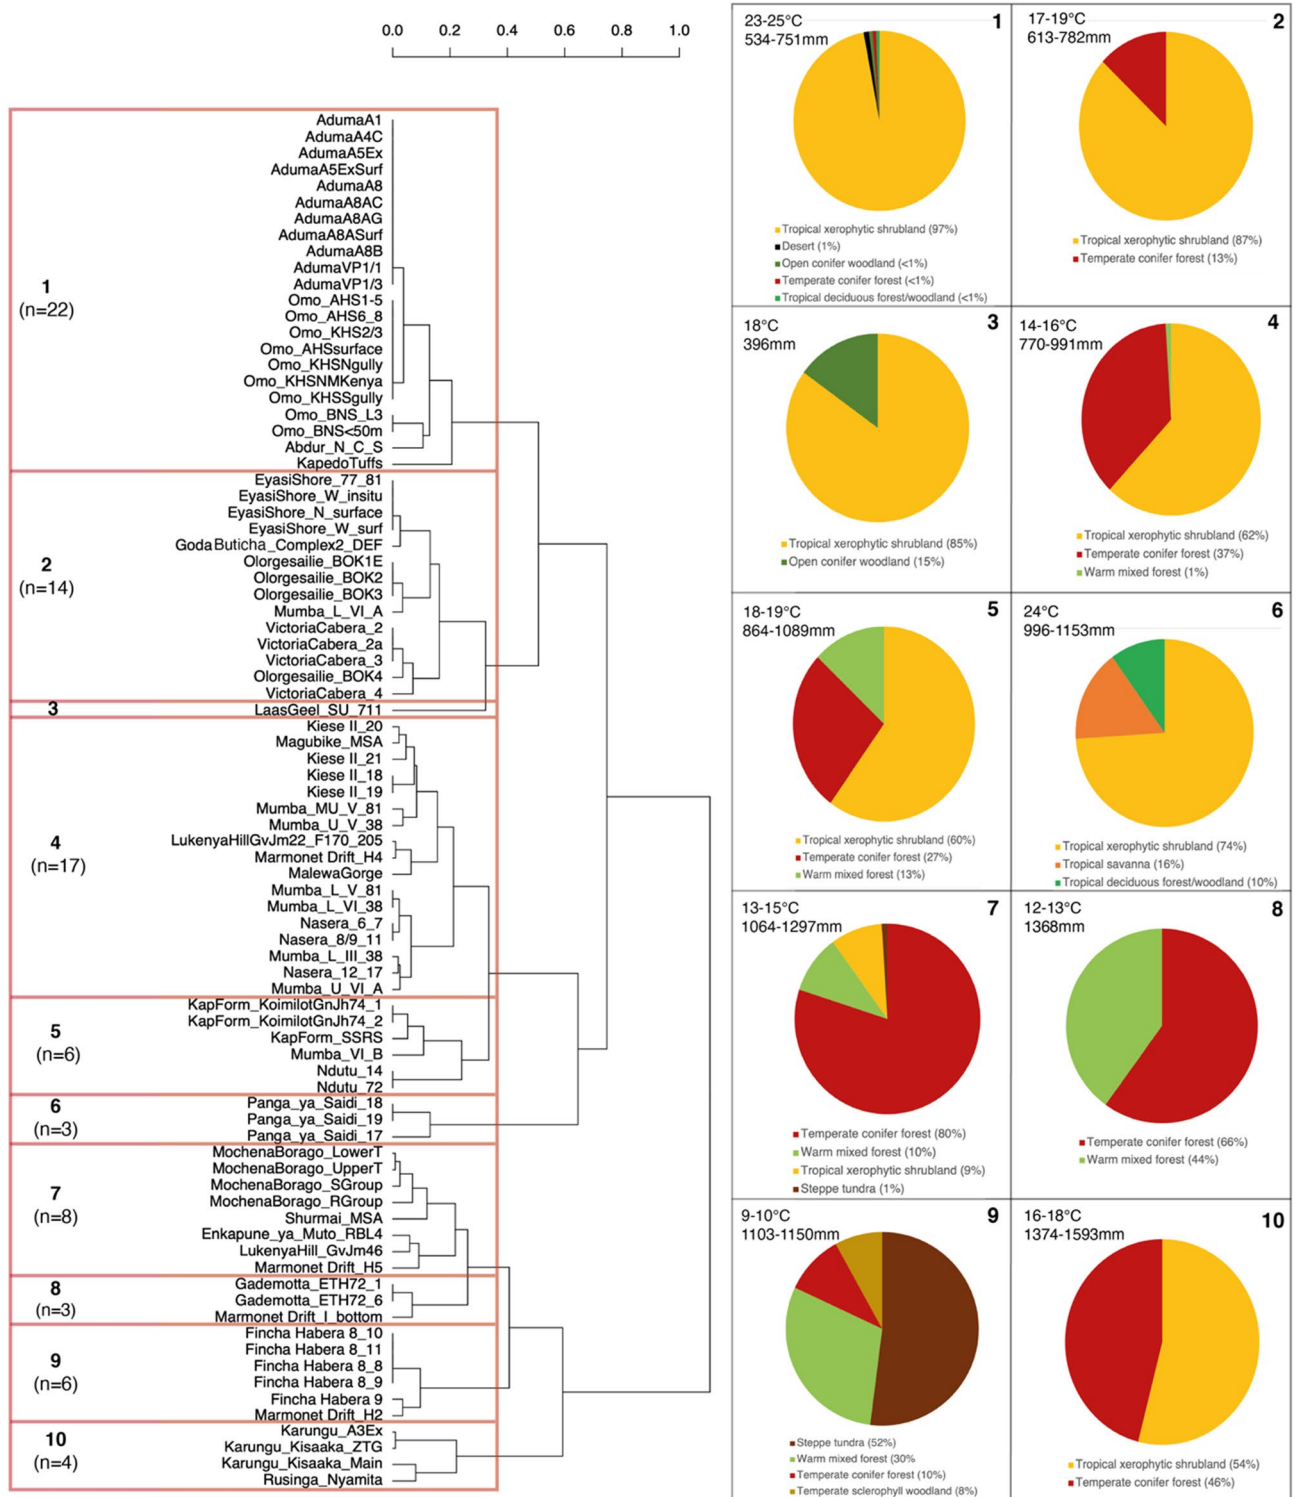 0.0 0.2 0.4 0.6 0.8 1.0
1
(n=22)
AdumaA1
AdumaA4C
AdumaA5Ex
AdumaA5ExSurf
AdumaA8
AdumaA8AC
AdumaA8AG
AdumaA8ASurf
AdumaA8B
AdumaVP1/1
AdumaVP1/3
Omo_AHS1-5
Omo_AHS6_8
Omo_KHS2/3
Omo_AHSsurface
Omo_KHSNgully
Omo_KHSNMKenya
Omo_KHSSgully
Omo_BNS_L3
Omo_BNS<50m
Abdur_N_C_S
KapedoTuffs
2
(n=14)
EyasiShore_77_81
EyasiShore_W_insitu
EyasiShore_N_surface
EyasiShore_W_surf
Goda Buticha_Complex2_DEF
Olorgesailie_BOK1E
Olorgesailie_BOK2
Olorgesailie_BOK3
Mumba_L_VI_A
VictoriaCabera_2
VictoriaCabera_2a
VictoriaCabera_3
Olorgesailie_BOK4
VictoriaCabera_4
3
LaasGeel_SU_711
4
(n=17)
Kiese II_20
Magubike_MSA
Kiese II_21
Kiese II_18
Kiese II_19
Mumba_MU_V_81
Mumba_U_V_38
LukenyaHillGvJm22_F170_205
Marmonet Drift_H4
MalewaGorge
Mumba_L_V_81
Mumba_L_VI_38
Nasera_6_7
Nasera_8/9_11
Mumba_L_III_38
Nasera_12_17
Mumba_U_VI_A
5
(n=6)
KapForm_KoimilotGnJh74_1
KapForm_KoimilotGnJh74_2
KapForm_SSRS
Mumba_VI_B
Ndutu_14
Ndutu_72
6
(n=3)
Panga_ya_Saidi_18
Panga_ya_Saidi_19
Panga_ya_Saidi_17
7
(n=8)
MochenaBorago_LowerT
MochenaBorago_UpperT
MochenaBorago_SGroup
MochenaBorago_RGroup
Shurmai_MSA
Enkapune_ya_Muto_RBL4
LukenyaHill_GvJm46
Marmonet Drift_H5
8
(n=3)
Gademotta_ETH72_1
Gademotta_ETH72_6
Marmonet Drift_I_bottom
9
(n=6)
Fincha Habera 8_10
Fincha Habera 8_11
Fincha Habera 8_8
Fincha Habera 8_9
Fincha Habera 9
Marmonet Drift_H2
10
(n=4)
Karungu_A3Ex
Karungu_Kisaaka_ZTG
Karungu_Kisaaka_Main
Rusinga_Nyamita
23-25°C
534-751mm
1
Tropical xerophytic shrubland (97%)
Desert (1%)
Open conifer woodland (<1%)
Temperate conifer forest (<1%)
Tropical deciduous forest/woodland (<1%)
17-19°C
613-782mm
2
Tropical xerophytic shrubland (87%)
Temperate conifer forest (13%)
18°C
396mm
3
Tropical xerophytic shrubland (85%)
Open conifer woodland (15%)
14-16°C
770-991mm
4
Tropical xerophytic shrubland (62%)
Temperate conifer forest (37%)
Warm mixed forest (1%)
18-19°C
864-1089mm
5
Tropical xerophytic shrubland (60%)
Temperate conifer forest (27%)
Warm mixed forest (13%)
24°C
996-1153mm
6
Tropical xerophytic shrubland (74%)
Tropical savanna (16%)
Tropical deciduous forest/woodland (10%)
13-15°C
1064-1297mm
7
Temperate conifer forest (80%)
Warm mixed forest (10%)
Tropical xerophytic shrubland (9%)
Steppe tundra (1%)
12-13°C
1368mm
8
Temperate conifer forest (66%)
Warm mixed forest (44%)
9-10°C
1103-1150mm
9
Steppe tundra (52%)
Warm mixed forest (30%
Temperate conifer forest (10%)
Temperate sclerophyll woodland (8%)
16-18°C
1374-1593mm
10
Tropical xerophytic shrubland (54%)
Temperate conifer forest (46%)